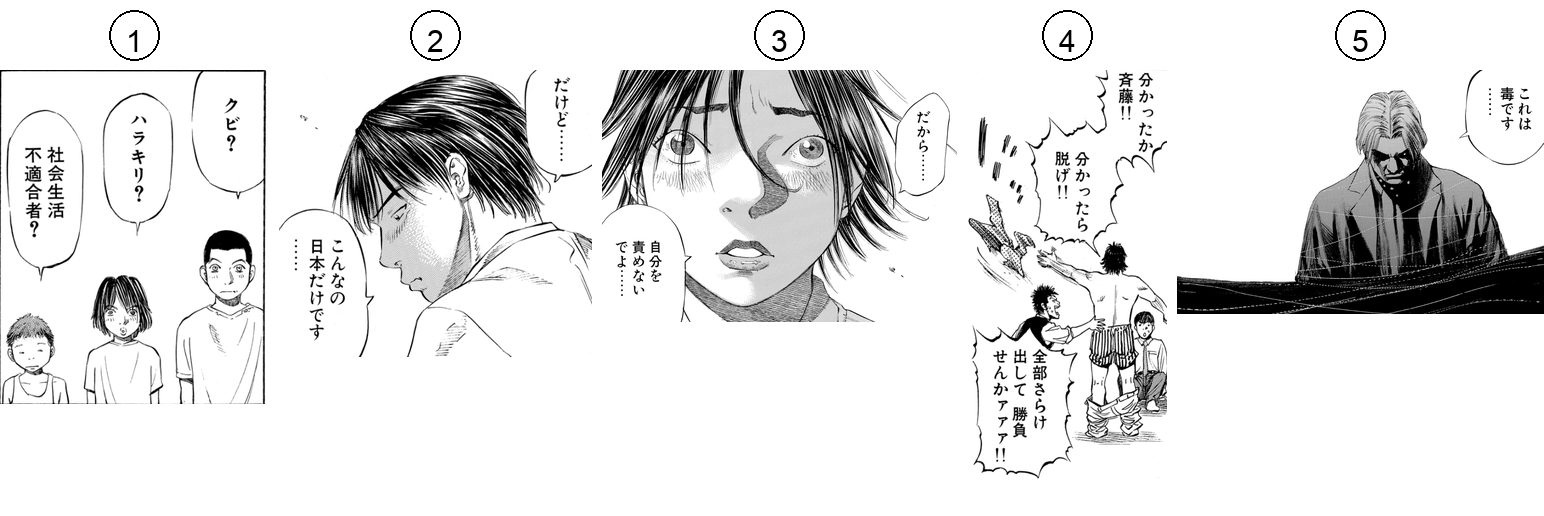 1
クビ?
ハラキリ?
社会生活
不適合者?
2
だけど……
こんなの
日本だけです
……
3
だから……
自分を
責めない
でよ……
4
分かったか
斉藤!!
分かったら
脱げ!!
全部さらけ
出して 勝負
せんかァァァ!!
5
これは
毒です
……